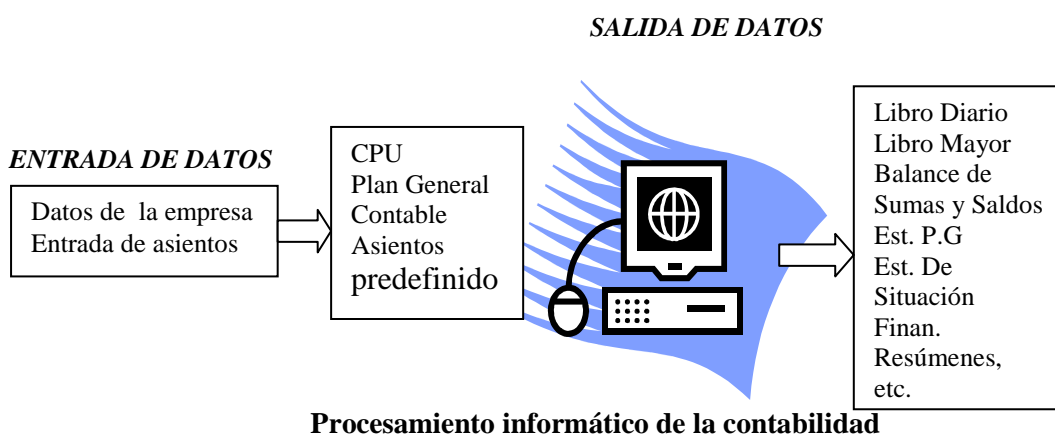 SALIDA DE DATOS
ENTRADA DE DATOS
Datos de la empresa
Entrada de asientos
CPU
Plan General
Contable
Asientos
predefinido
Libro Diario
Libro Mayor
Balance de
Sumas y Saldos
Est. P.G
Est. De
Situación
Finan.
Resúmenes,
etc.
Procesamiento informático de la contabilidad